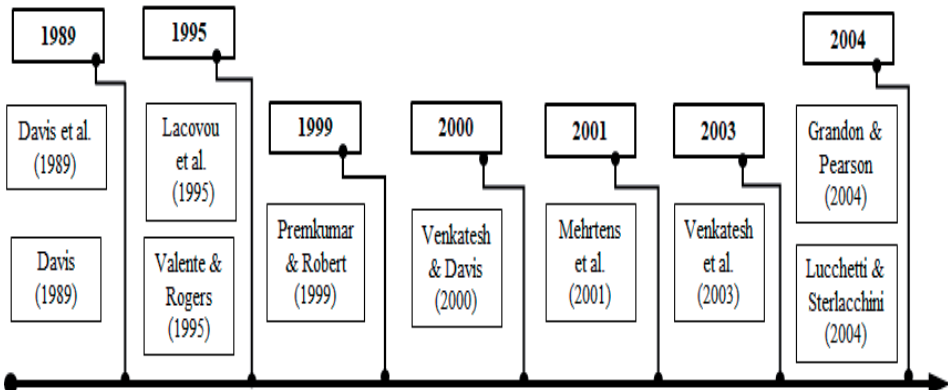 1989
Davis et al.
(1989)
Davis
(1989)
1995
Lacovou
et al.
(1995)
Valente &
Rogers
(1995)
1999
Premkumar
& Robert
(1999)
2000
Venkatesh
& Davis
(2000)
2001
Mehrtens
et al.
(2001)
2003
Venkatesh
et al.
(2003)
2004
Grandon &
Pearson
(2004)
Lucchetti &
Sterlacchini
(2004)